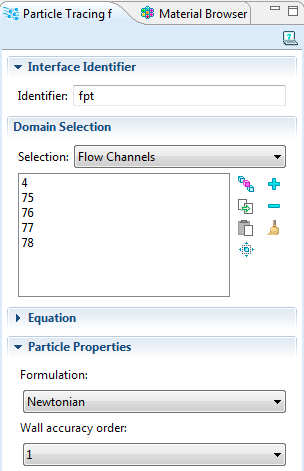 Particle Tracing f
Material Browser
Interface Identifier
Identifier: fpt
Domain Selection
Selection: Flow Channels
4
75
76
77
78
Equation
Particle Properties
Formulation:
Newtonian
Wall accuracy order:
1